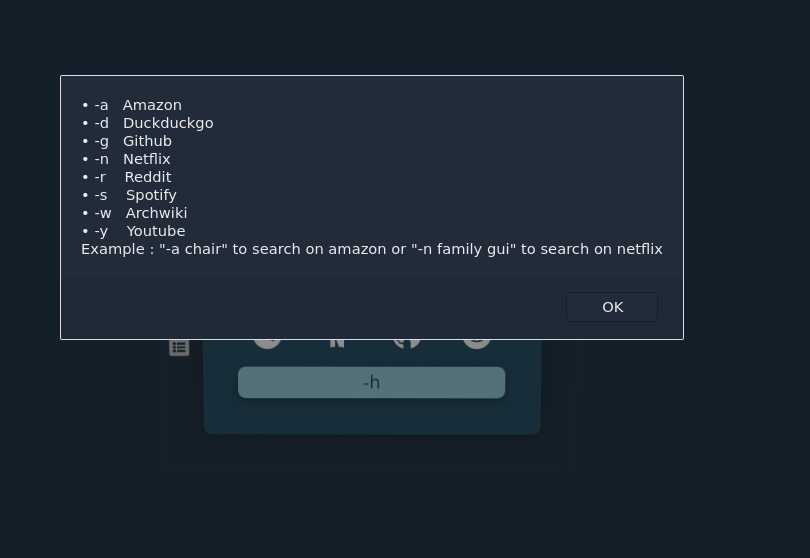 • -a Amazon
• -d Duckduckgo
• -g Github
• -n Netflix
• -r Reddit
• -s Spotify
• -w Archwiki
• -y Youtube
Example : "-a chair" to search on amazon or "-n family gui" to search on netflix
OK
-h